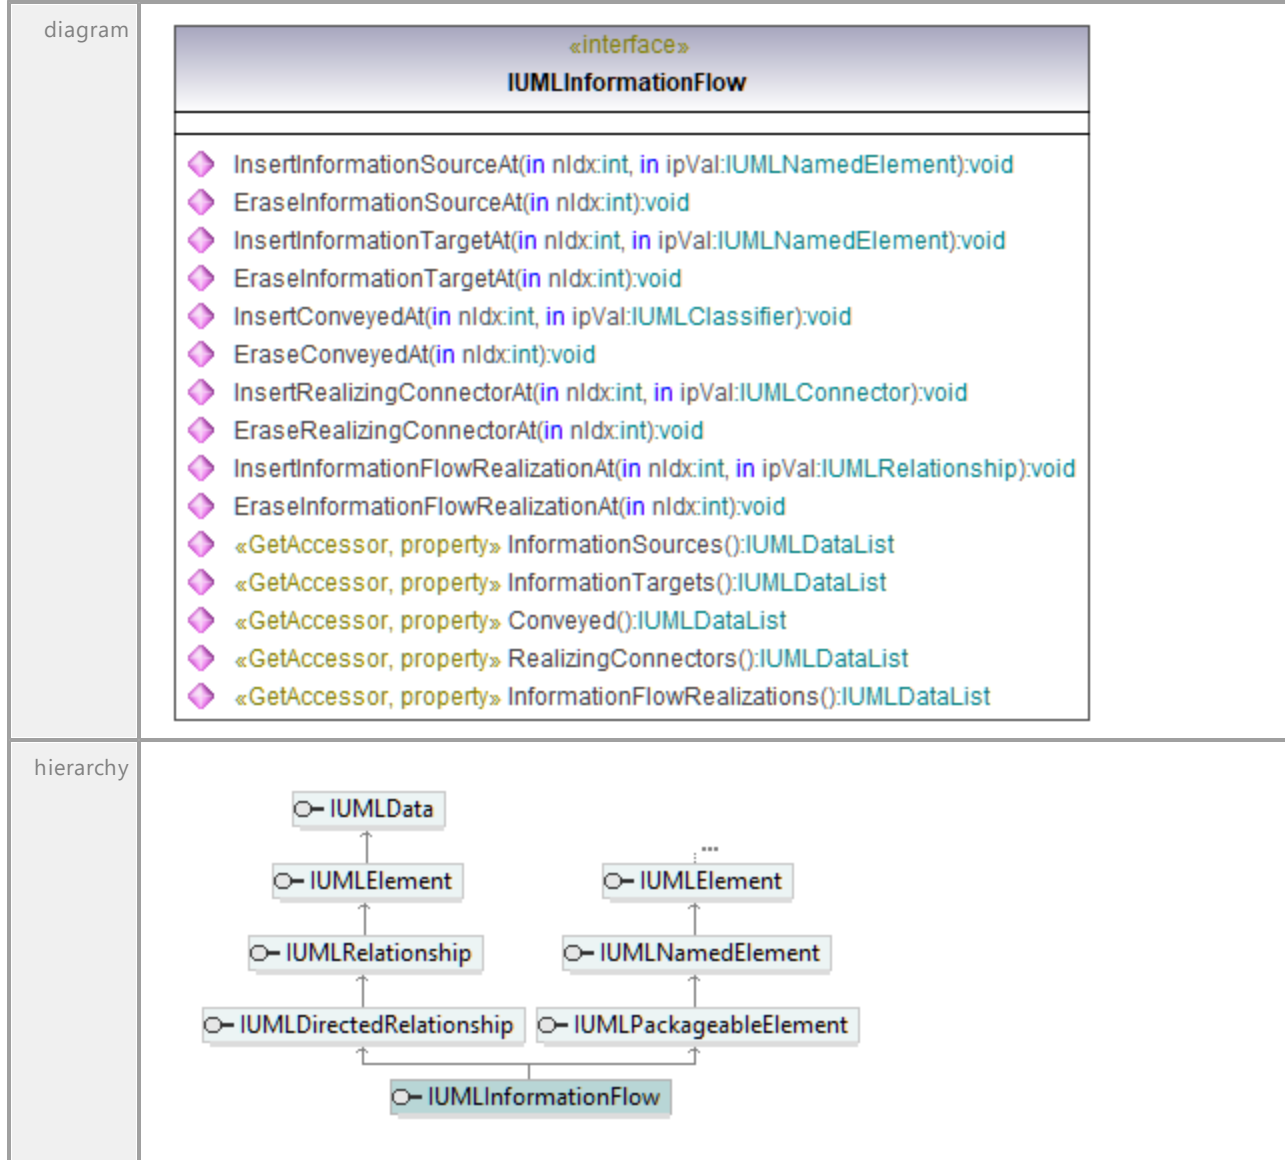 diagram
«interface»
IUMLInformationFlow
InsertInformationSourceAt(in nIdx:int, in ipVal:IUMLNamedElement):void
EraseInformationSourceAt(in nIdx:int):void
InsertInformationTargetAt(in nIdx:int, in ipVal:IUMLNamedElement):void
EraseInformationTargetAt(in nIdx:int):void
InsertConveyedAt(in nIdx:int, in ipVal:IUMLClassifier):void
EraseConveyedAt(in nIdx:int):void
InsertRealizingConnectorAt(in nIdx:int, in ipVal:IUMLConnector):void
EraseRealizingConnectorAt(in nIdx:int):void
InsertInformationFlowRealizationAt(in nIdx:int, in ipVal:IUMLRelationship):void
EraseInformationFlowRealizationAt(in nIdx:int):void
«GetAccessor, property» InformationSources():IUMLDataList
«GetAccessor, property» InformationTargets():IUMLDataList
«GetAccessor, property» Conveyed():IUMLDataList
«GetAccessor, property» RealizingConnectors():IUMLDataList
«GetAccessor, property» InformationFlowRealizations():IUMLDataList
hierarchy
IUMLData
...
IUMLElement IUMLElement
IUMLRelationship IUMLNamedElement
IUMLDirectedRelationship IUMLPackageableElement
IUMLInformationFlow